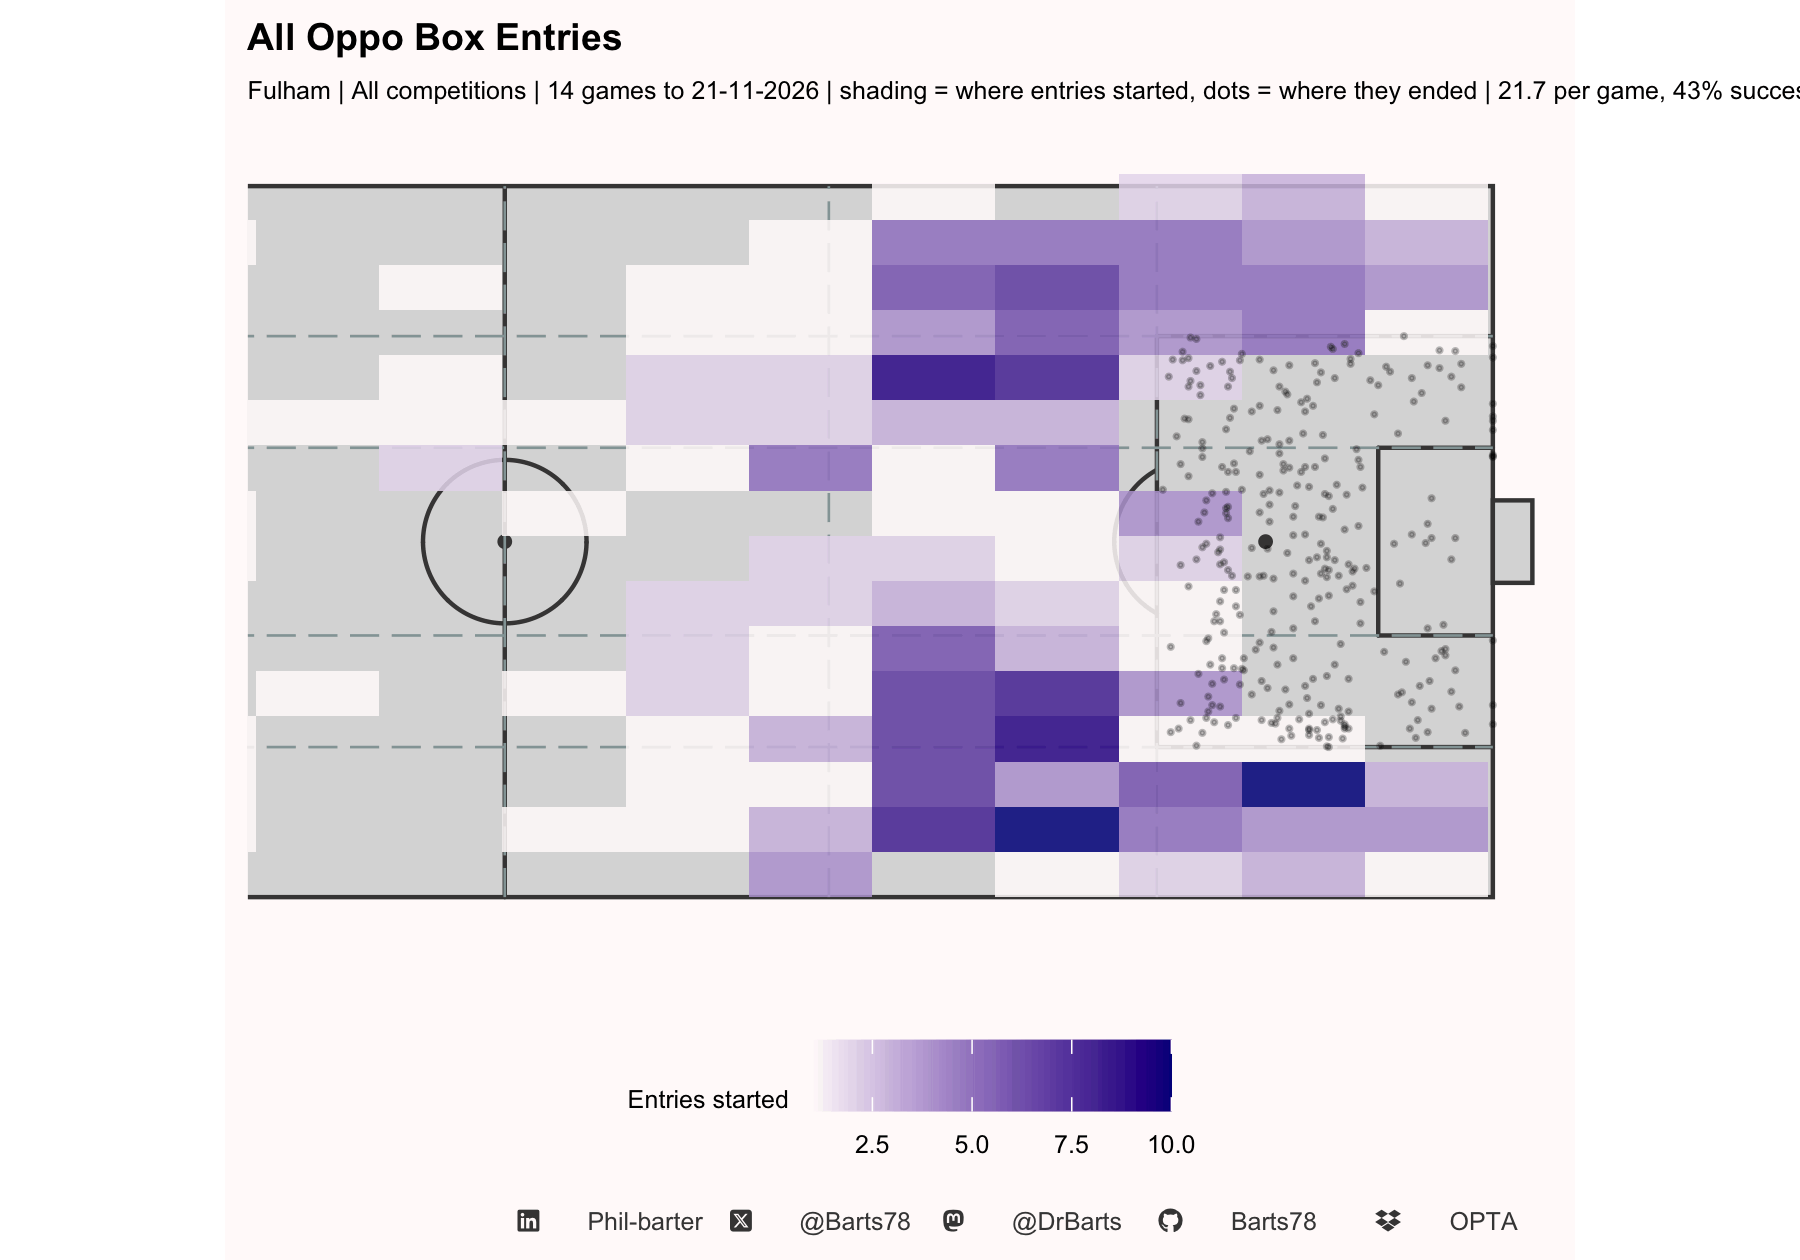 All Oppo Box Entries
Fulham | All competitions | 14 games to 21-11-2026 | shading = where entries started, dots = where they ended | 21.7 per game, 43%
Entries started
2.5 5.0 7.5 10.0
Phil-barter @Barts78 @DrBarts Barts78 OPTA